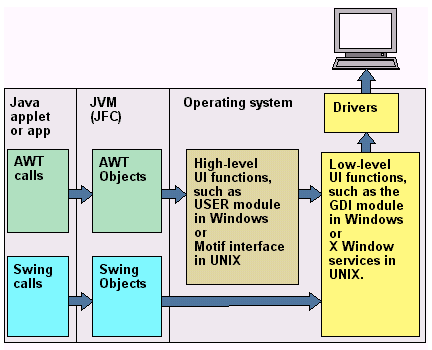 Java
applet
or app
JVM
(JFC)
Operating system
Drivers
AWT
calls
AWT
Objects
High-level
UI functions,
such as
USER module
in Windows
or
Motif interface
in UNIX
Low-level
UI functions,
such as the
GDI module
in Windows
or
X Window
services in
UNIX.
Swing
calls
Swing
Objects